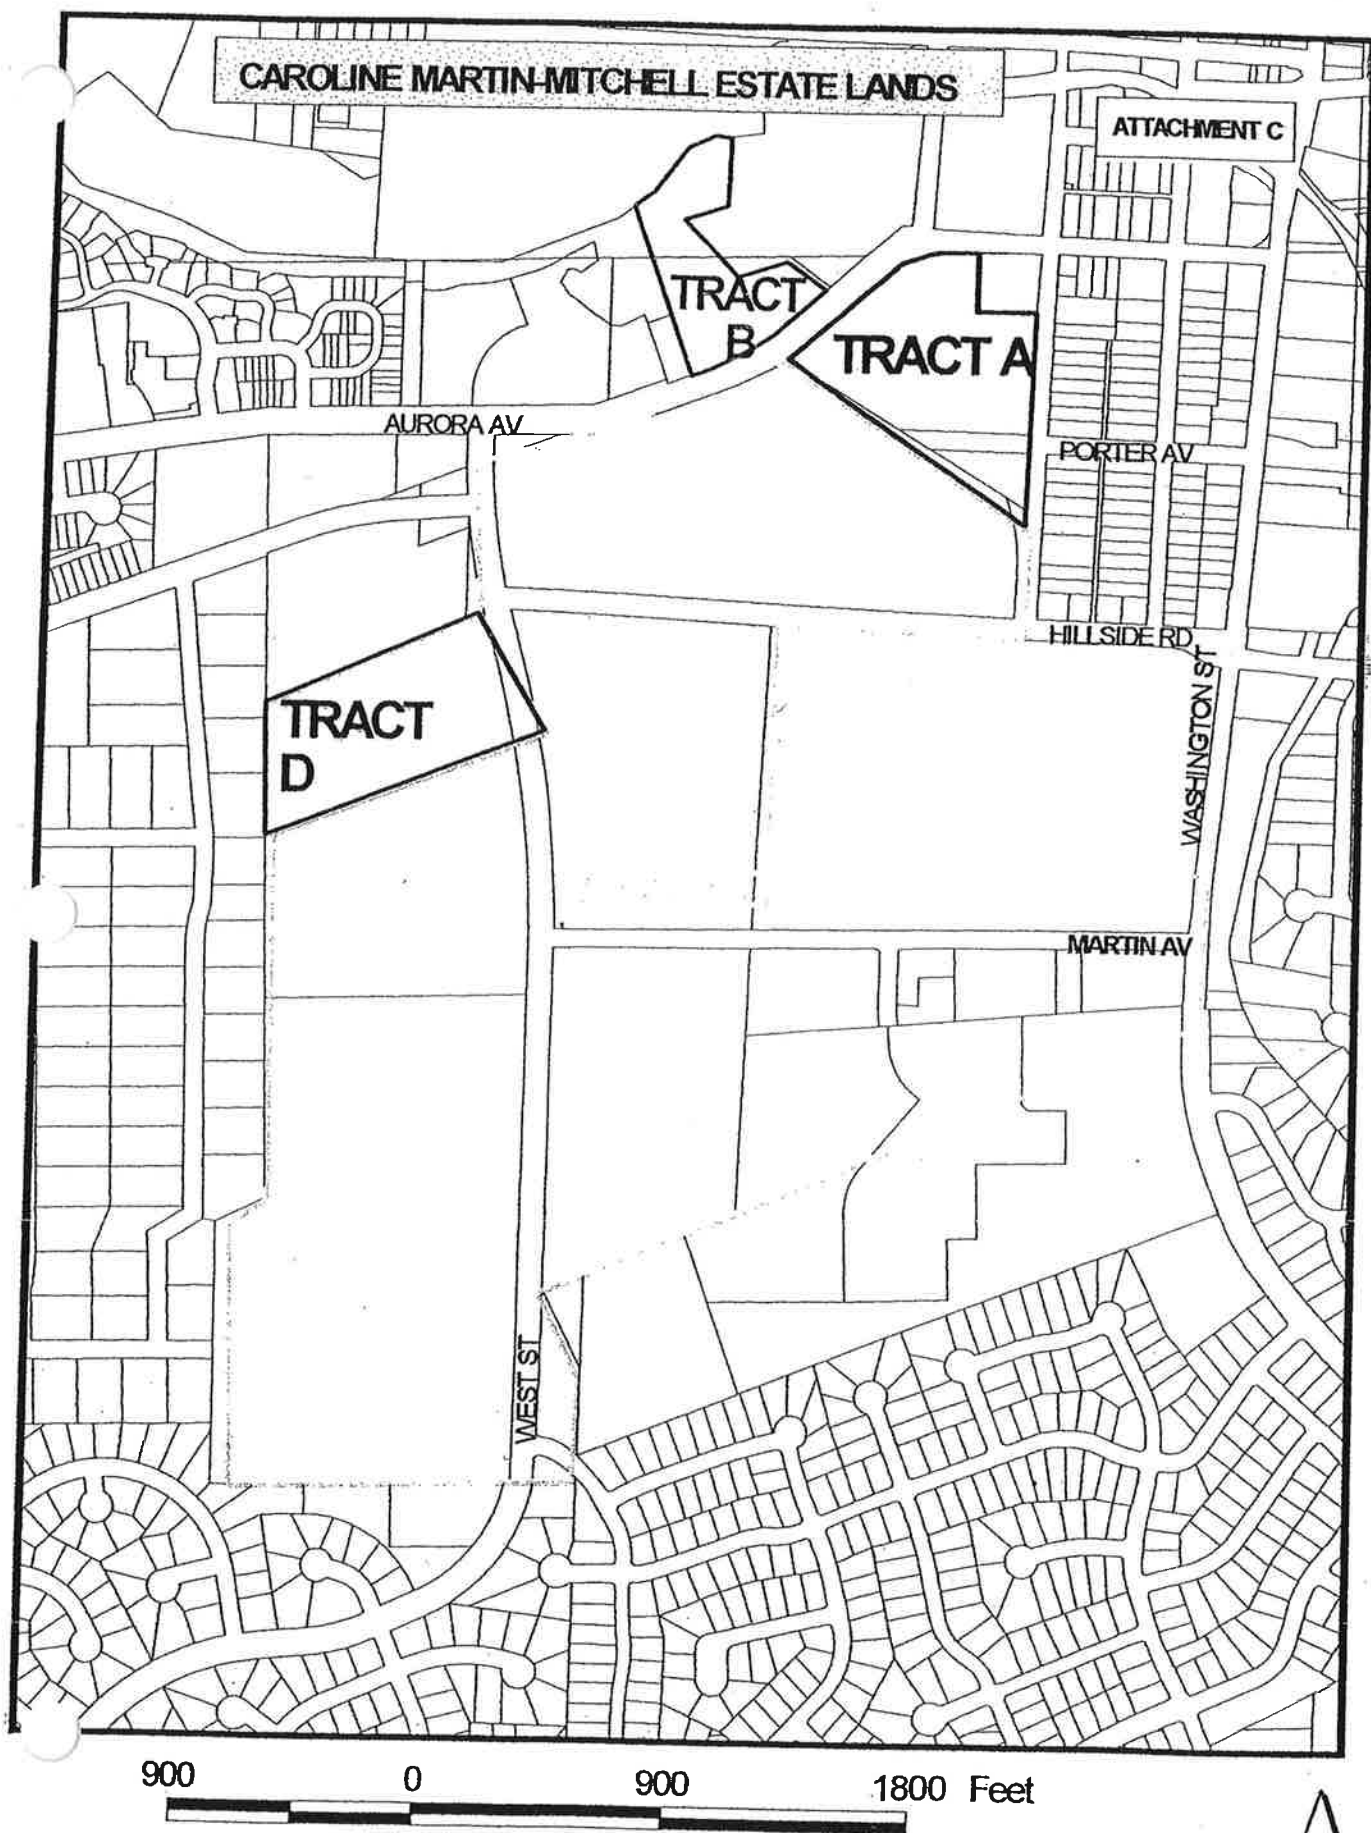 CAROLINE MARTIN-MITCHELL ESTATE LANDS
ATTACHMENT C
TRACT
B
TRACT A
AURORA AV
PORTER AV
HILLSIDE RD
TRACT
D
WASHINGTON ST
MARTIN AV
WEST ST
900 0 900 1800 Feet